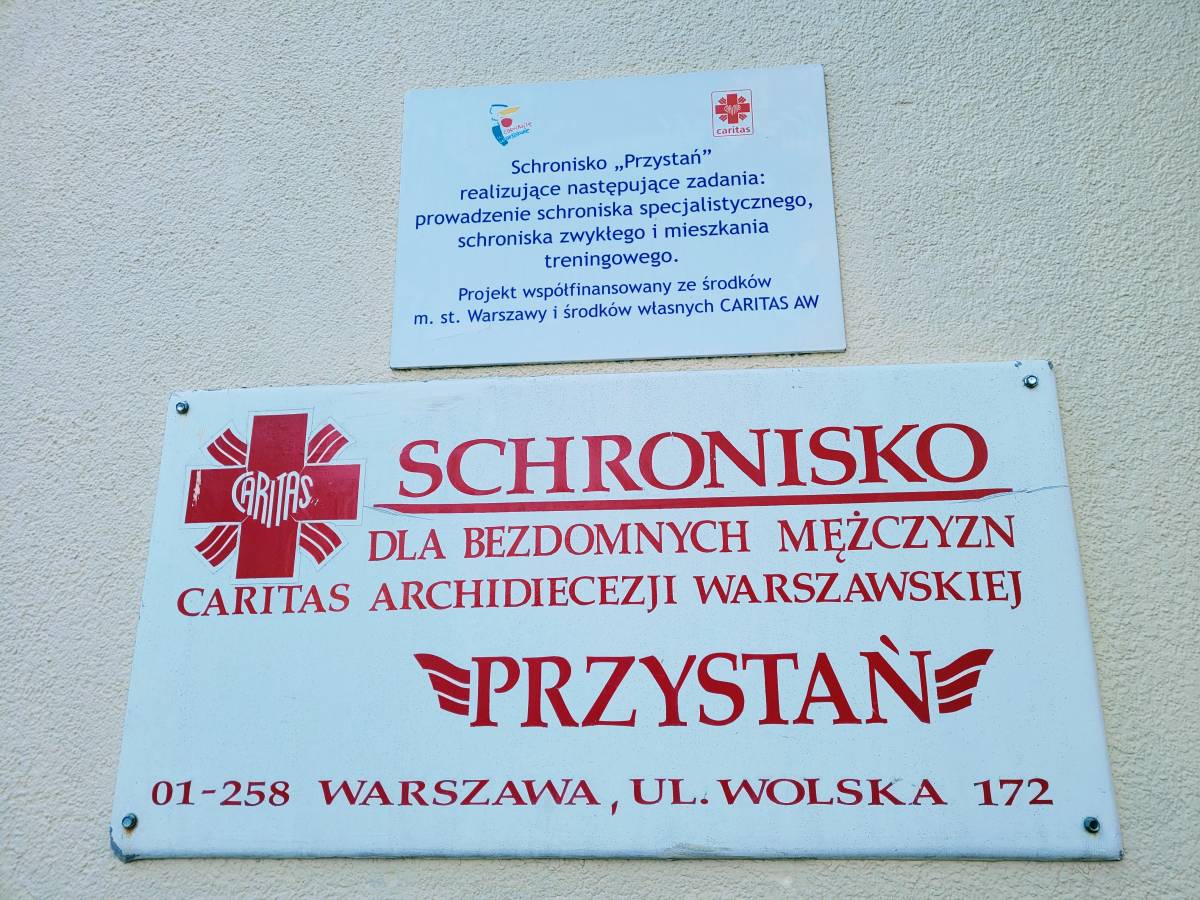 caritas
Schronisko „Przystań”
realizujące następujące zadania:
prowadzenie schroniska specjalistycznego,
schroniska zwykłego i mieszkania
treningowego.
Projekt współfinansowany ze środków
m. st. Warszawy i środków własnych CARITAS AW
CARITAS
SCHRONISKO
DLA BEZDOMNYCH MĘŻCZYZN
CARITAS ARCHIDIECEZJI WARSZAWSKIEJ
PRZYSTAŃ
01-258 WARSZAWA, UL. WOLSKA 172